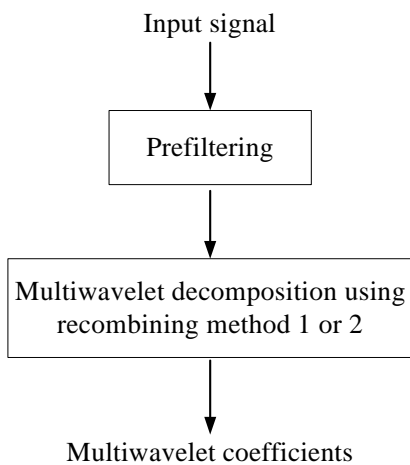 Input signal
Prefiltering
Multiwavelet decomposition using
recombining method 1 or 2
Multiwavelet coefficients